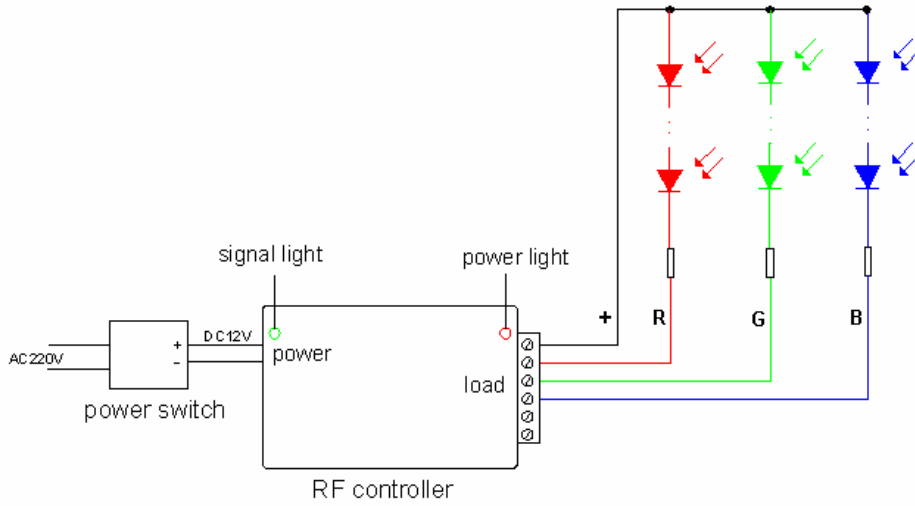 signal light
power light
+ R G B
AC220V
+
-
DC12V
power
load
power switch
RF controller